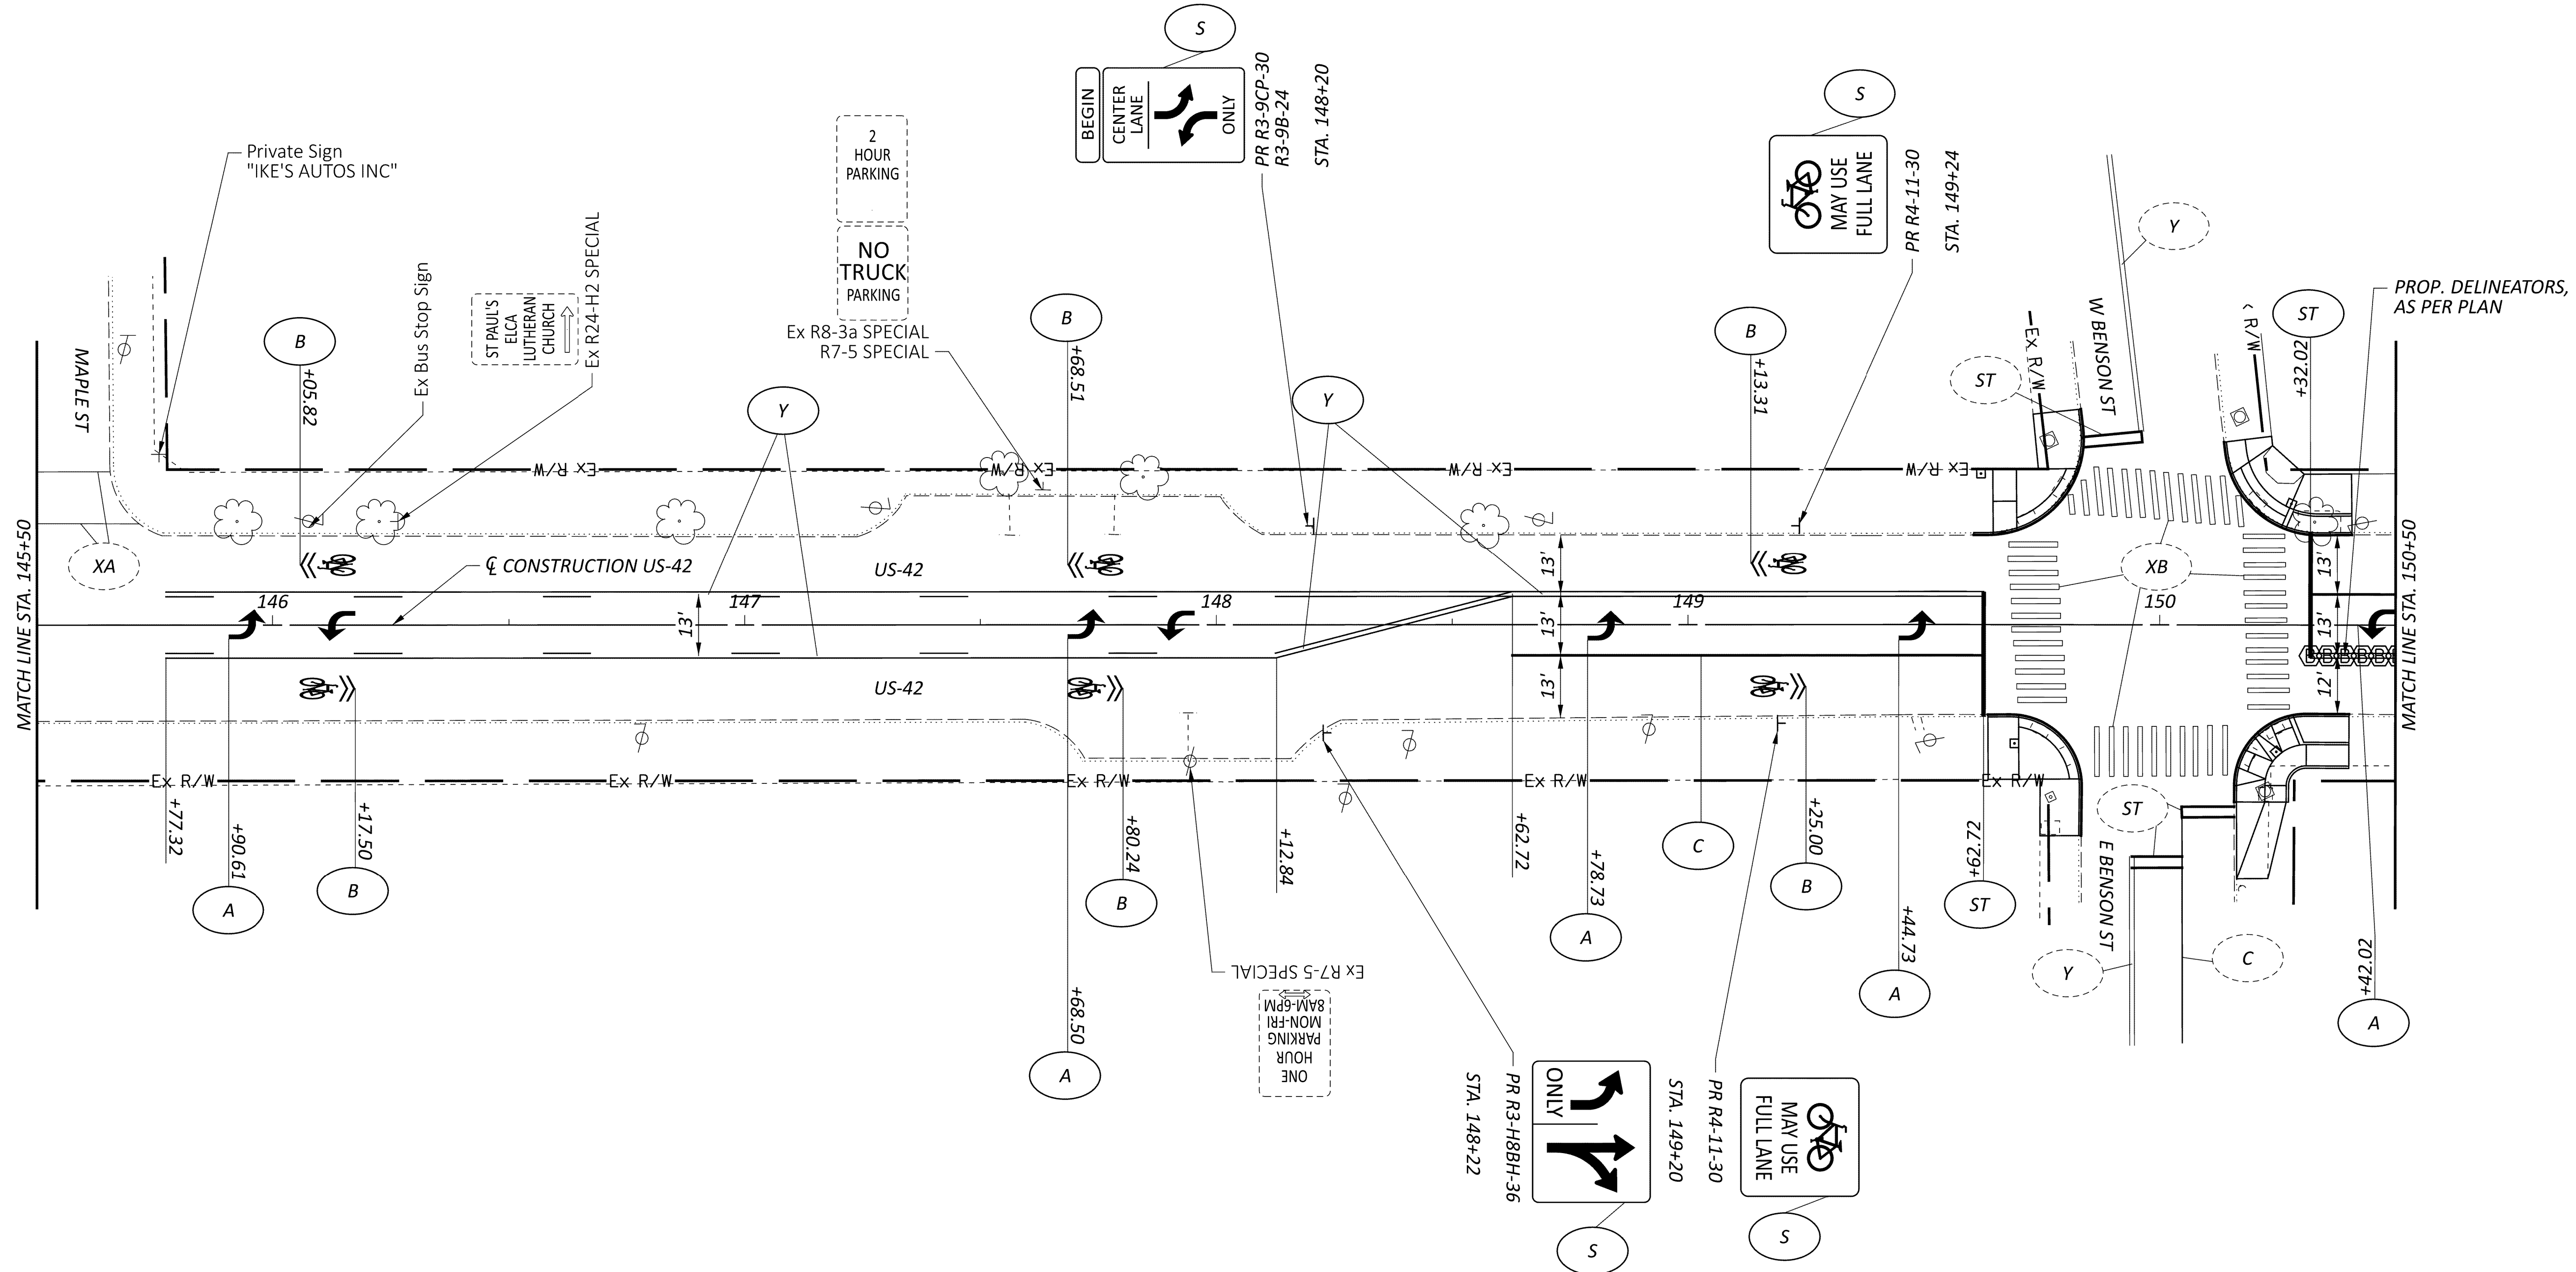 S
BEGIN
CENTER
LANE
ONLY
PR R3-9CP-30
R3-9B-24
STA. 148+20
S
MAY USE
FULL LANE
PR R4-11-30
STA. 149+24
Private Sign
"IKE'S AUTOS INC"
2
HOUR
PARKING
NO
TRUCK
PARKING
Ex R8-3a SPECIAL
R7-5 SPECIAL
Ex Bus Stop Sign
ST PAUL'S
ELCA
LUTHERAN
CHURCH
Ex R24-H2 SPECIAL
MAPLE ST
B
+05.82
Y
B
+68.51
Y
B
+13.31
Y
W BENSON ST
ST
Ex R/W
R/W
ST
+32.02
PROP. DELINEATORS,
AS PER PLAN
Ex R/W
Ex R/W
Ex R/W
Ex R/W
MATCH LINE STA. 145+50
XA
CL CONSTRUCTION US-42
US-42
13'
XB
13'
MATCH LINE STA. 150+50
146
147
148
149
150
13'
13'
13'
US-42
13'
12'
B B B B B
Ex R/W
Ex R/W
Ex R/W
Ex R/W
Ex R/W
+77.32
+90.61
A
+17.50
B
+68.50
A
+80.24
B
+12.84
+62.72
+78.73
A
C
+25.00
B
+44.73
A
+62.72
ST
ST
E BENSON ST
Y
C
+42.02
A
Ex R7-5 SPECIAL
ONE
HOUR
PARKING
MON-FRI
8AM-6PM
STA. 148+22
PR R3-H8BH-36
ONLY
S
STA. 149+20
PR R4-11-30
MAY USE
FULL LANE
S